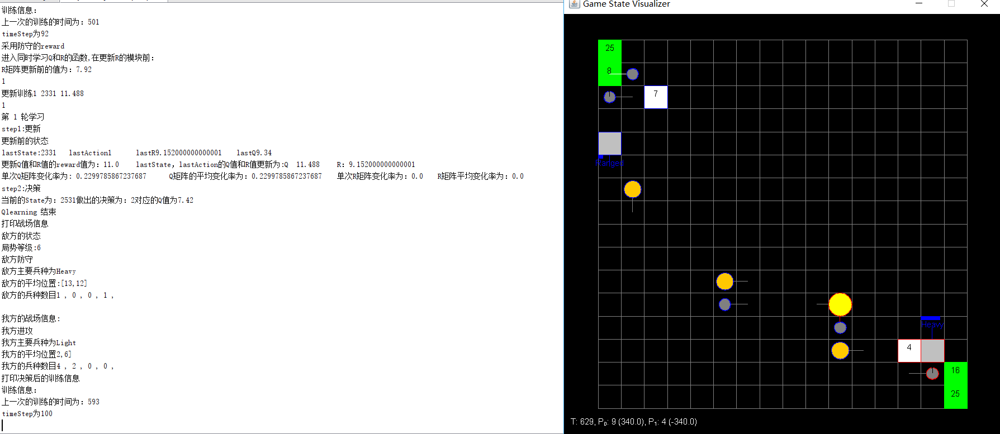 训练信息:
上一次的训练的时间为: 501
timeStep为92
采用防守的reward
进入同时学习Q和R的函数,在更新R的模块前:
R矩阵更新前的值为: 7.92
1
更新训练1 2331 11.488
1
第 1 轮学习
step1:更新
更新前的状态
lastState:2331 lastAction1 lastR9.152000000000001 lastQ9.34
更新Q值和R值的reward值为: 11.0 lastState, lastAction的Q值和R值更新为:Q 11.488 R: 9.152000000000001
单次Q矩阵变化率为: 0.2299785867237687 Q矩阵的平均变化率为: 0.2299785867237687 单次R矩阵变化率为: 0.0 R矩阵平均变化率为: 0.0
step2:决策
当前的State为: 2531做出的决策为: 2对应的Q值为7.42
Qlearning 结束
打印战场信息
敌方的状态
局势等级:6
敌方防守
敌方主要兵种为Heavy
敌方的平均位置:[13,12]
敌方的兵种数目1 , 0 , 0 , 1 ,
我方的战场信息:
我方进攻
我方主要兵种为Light
我方的平均位置2,6]
我方的兵种数目4 , 2 , 0 , 0 ,
打印决策后的训练信息
训练信息:
上一次的训练的时间为: 593
timeStep为100
Game State Visualizer
25
8
7
Ranged
Heavy
4
16
25
T: 629, P₀: 9 (340.0), P₁: 4 (-340.0)